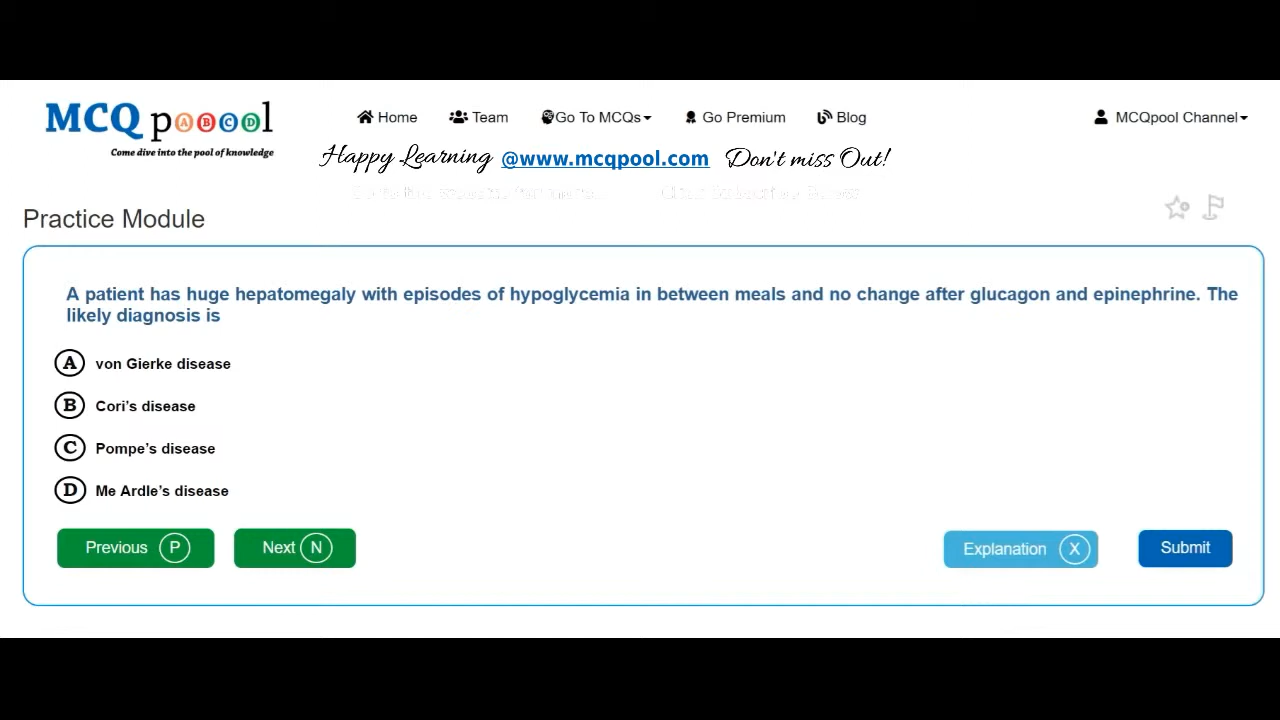 MCQ pooool
Come dive into the pool of knowledge
Home Team Go To MCQs Go Premium Blog MCQpool Channel
Happy Learning @www.mcqpool.com Don't miss Out!
Practice Module
A patient has huge hepatomegaly with episodes of hypoglycemia in between meals and no change after glucagon and epinephrine. The
likely diagnosis is
A von Gierke disease
B Cori's disease
C Pompe's disease
D Me Ardle's disease
Previous P Next N Explanation X Submit